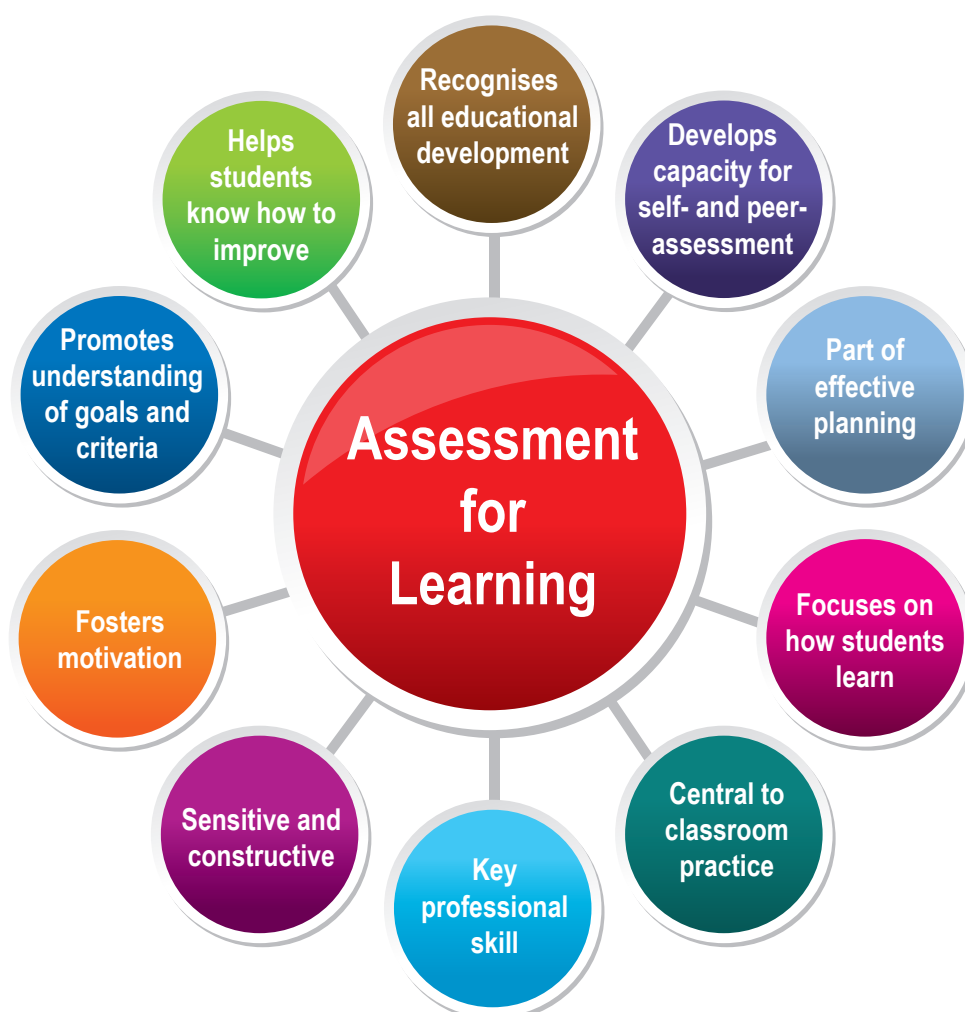 Recognises
all educational
development
Develops
capacity for
self- and peer-
assessment
Part of
effective
planning
Focuses on
how students
learn
Central to
classroom
practice
Key
professional
skill
Sensitive and
constructive
Fosters
motivation
Promotes
understanding
of goals and
criteria
Helps
students
know how to
improve
Assessment
for
Learning